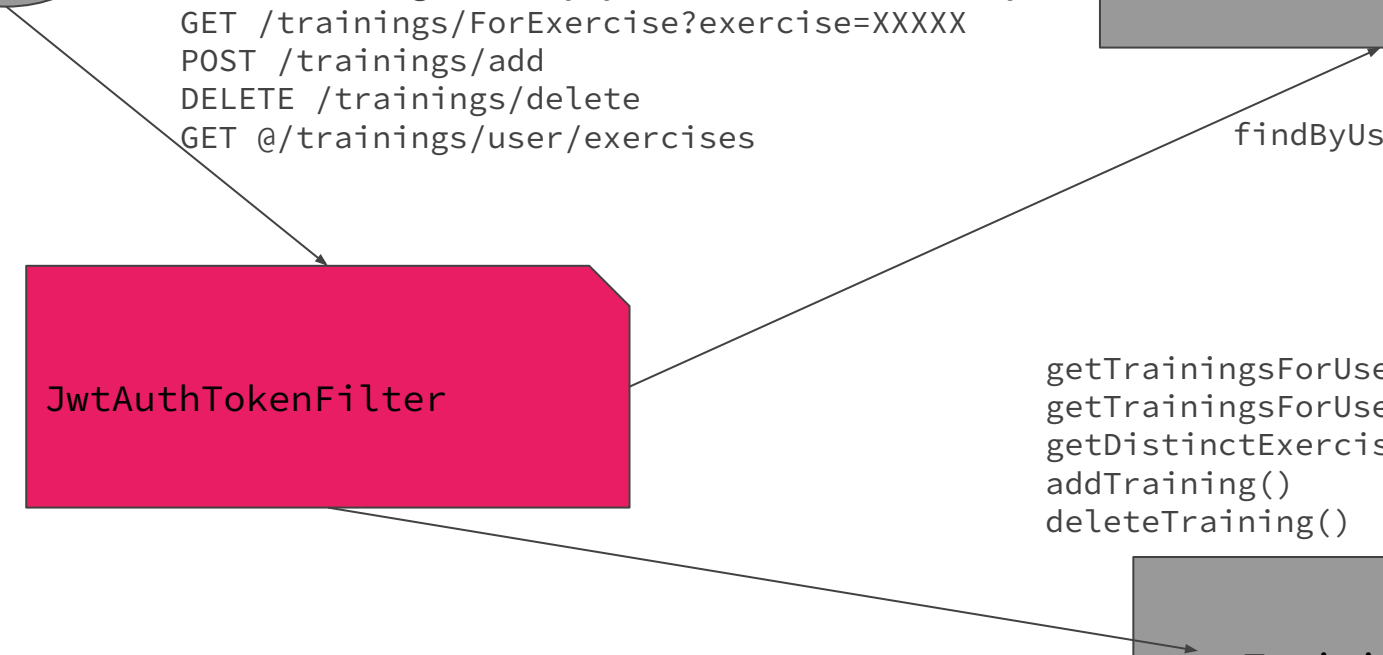 GET /trainings/ForExercise?exercise=XXXXX
POST /trainings/add
DELETE /trainings/delete
GET @/trainings/user/exercises
findByUs
JwtAuthTokenFilter
getTrainingsForUse
getTrainingsForUse
getDistinctExercis
addTraining()
deleteTraining()